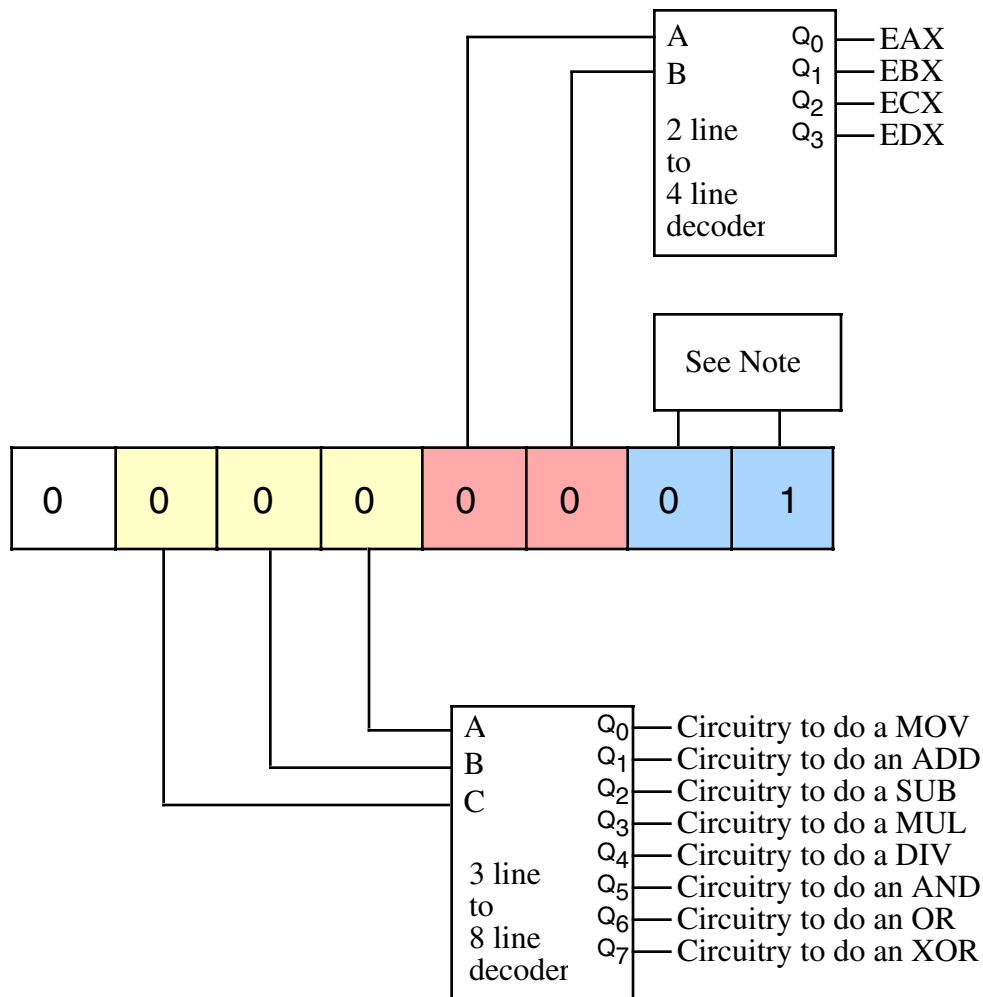 A Q0 EAX
B Q1 EBX
Q2 ECX
Q3 EDX
2 line
to
4 line
decoder
See Note
0 0 0 0 0 0 0 1
A Q0 Circuitry to do a MOV
B Q1 Circuitry to do an ADD
C Q2 Circuitry to do a SUB
Q3 Circuitry to do a MUL
Q4 Circuitry to do a DIV
Q5 Circuitry to do an AND
Q6 Circuitry to do an OR
Q7 Circuitry to do an XOR
3 line
to
8 line
decoder